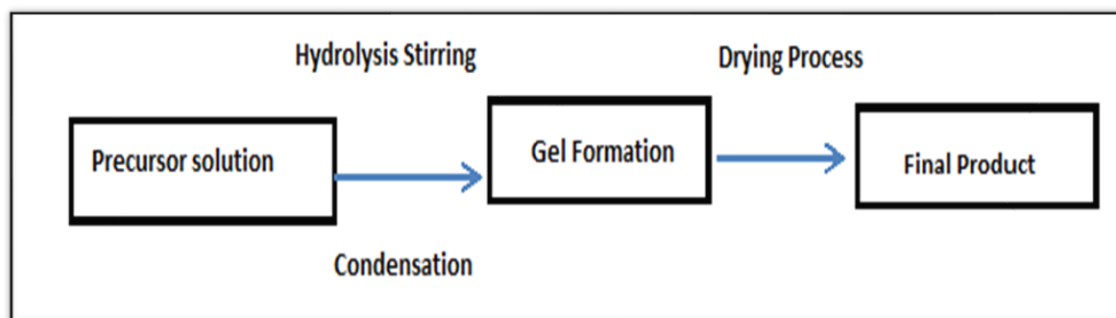 Hydrolysis Stirring
Drying Process
Precursor solution
Gel Formation
Final Product
Condensation